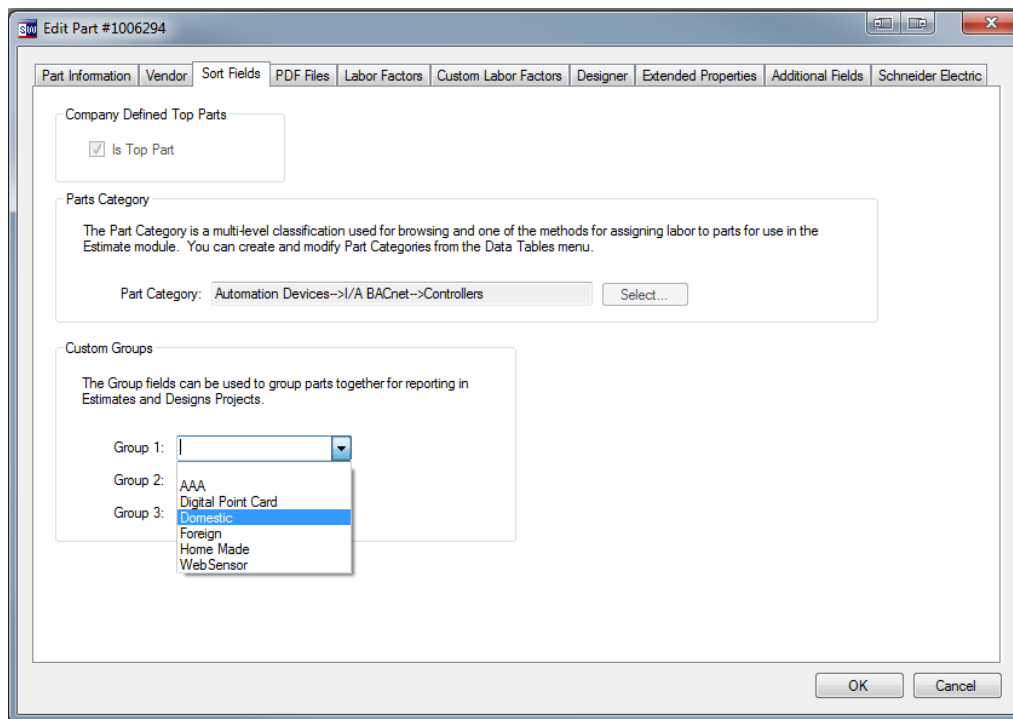 SW Edit Part #1006294
Part Information Vendor Sort Fields PDF Files Labor Factors Custom Labor Factors Designer Extended Properties Additional Fields Schneider Electric
Company Defined Top Parts
Is Top Part
Parts Category
The Part Category is a multi-level classification used for browsing and one of the methods for assigning labor to parts for use in the
Estimate module. You can create and modify Part Categories from the Data Tables menu.
Part Category: Automation Devices-->I/A BACnet-->Controllers Select...
Custom Groups
The Group fields can be used to group parts together for reporting in
Estimates and Designs Projects.
Group 1:
Group 2:
Group 3:
AAA
Digital Point Card
Domestic
Foreign
Home Made
WebSensor
OK Cancel